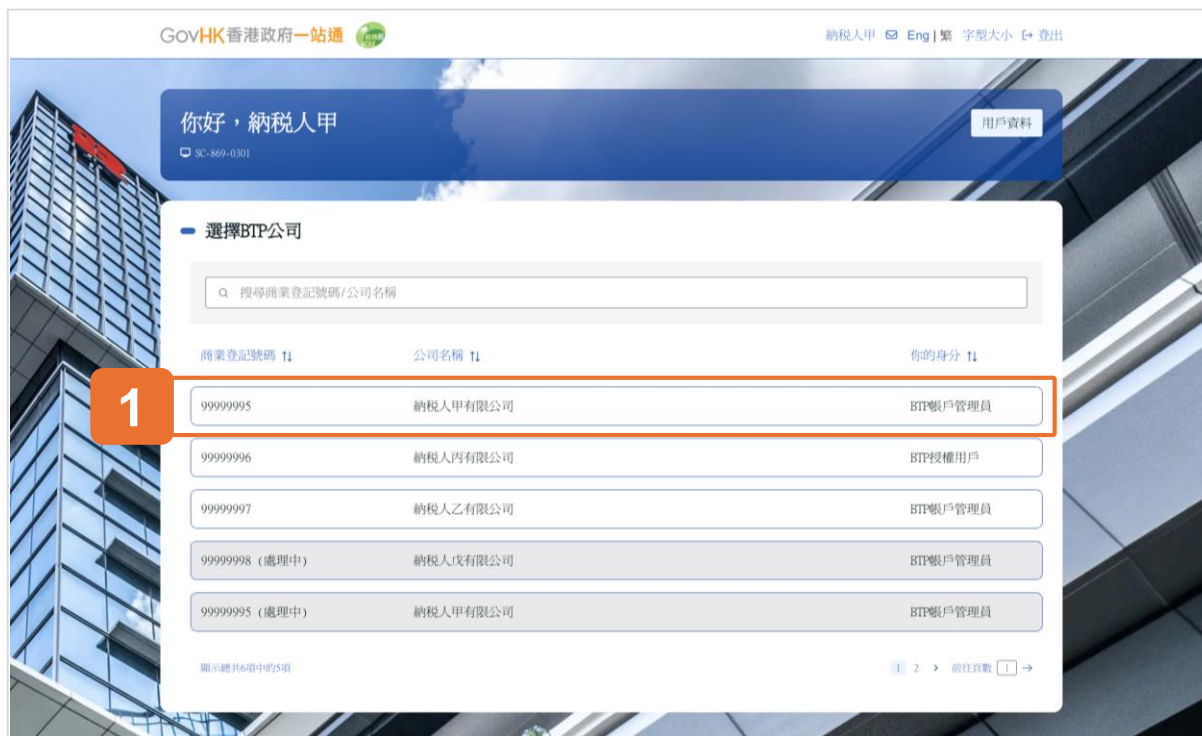 GovHK香港政府一站通
納税人甲 Eng | 繁 字型大小 登出
你好，納税人甲
用戶資料
SC-869-0301
選擇BTP公司
搜尋商業登記號碼/公司名稱
商業登記號碼 公司名稱 你的身分
1
99999995 納税人甲有限公司 BTP帳戶管理員
99999996 納税人丙有限公司 BTP授權用戶
99999997 納税人乙有限公司 BTP帳戶管理員
99999998 (處理中) 納税人戊有限公司 BTP帳戶管理員
99999995 (處理中) 納税人甲有限公司 BTP帳戶管理員
顯示總共6項中的5項 1 2 > 前往頁數 1 →